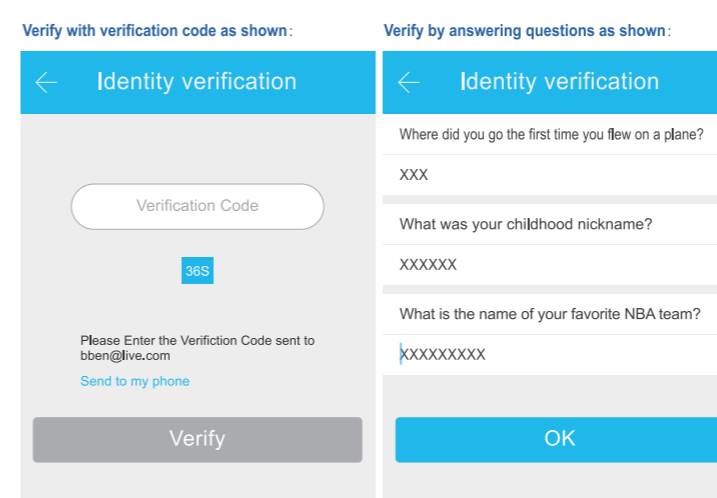 Verify with verification code as shown:
Identity verification
Verification Code
36S
Please Enter the Verifiction Code sent to
bben@live.com
Send to my phone
Verify
Verify by answering questions as shown:
Identity verification
Where did you go the first time you flew on a plane?
XXX
What was your childhood nickname?
XXXXXX
What is the name of your favorite NBA team?
XXXXXXXXX
OK